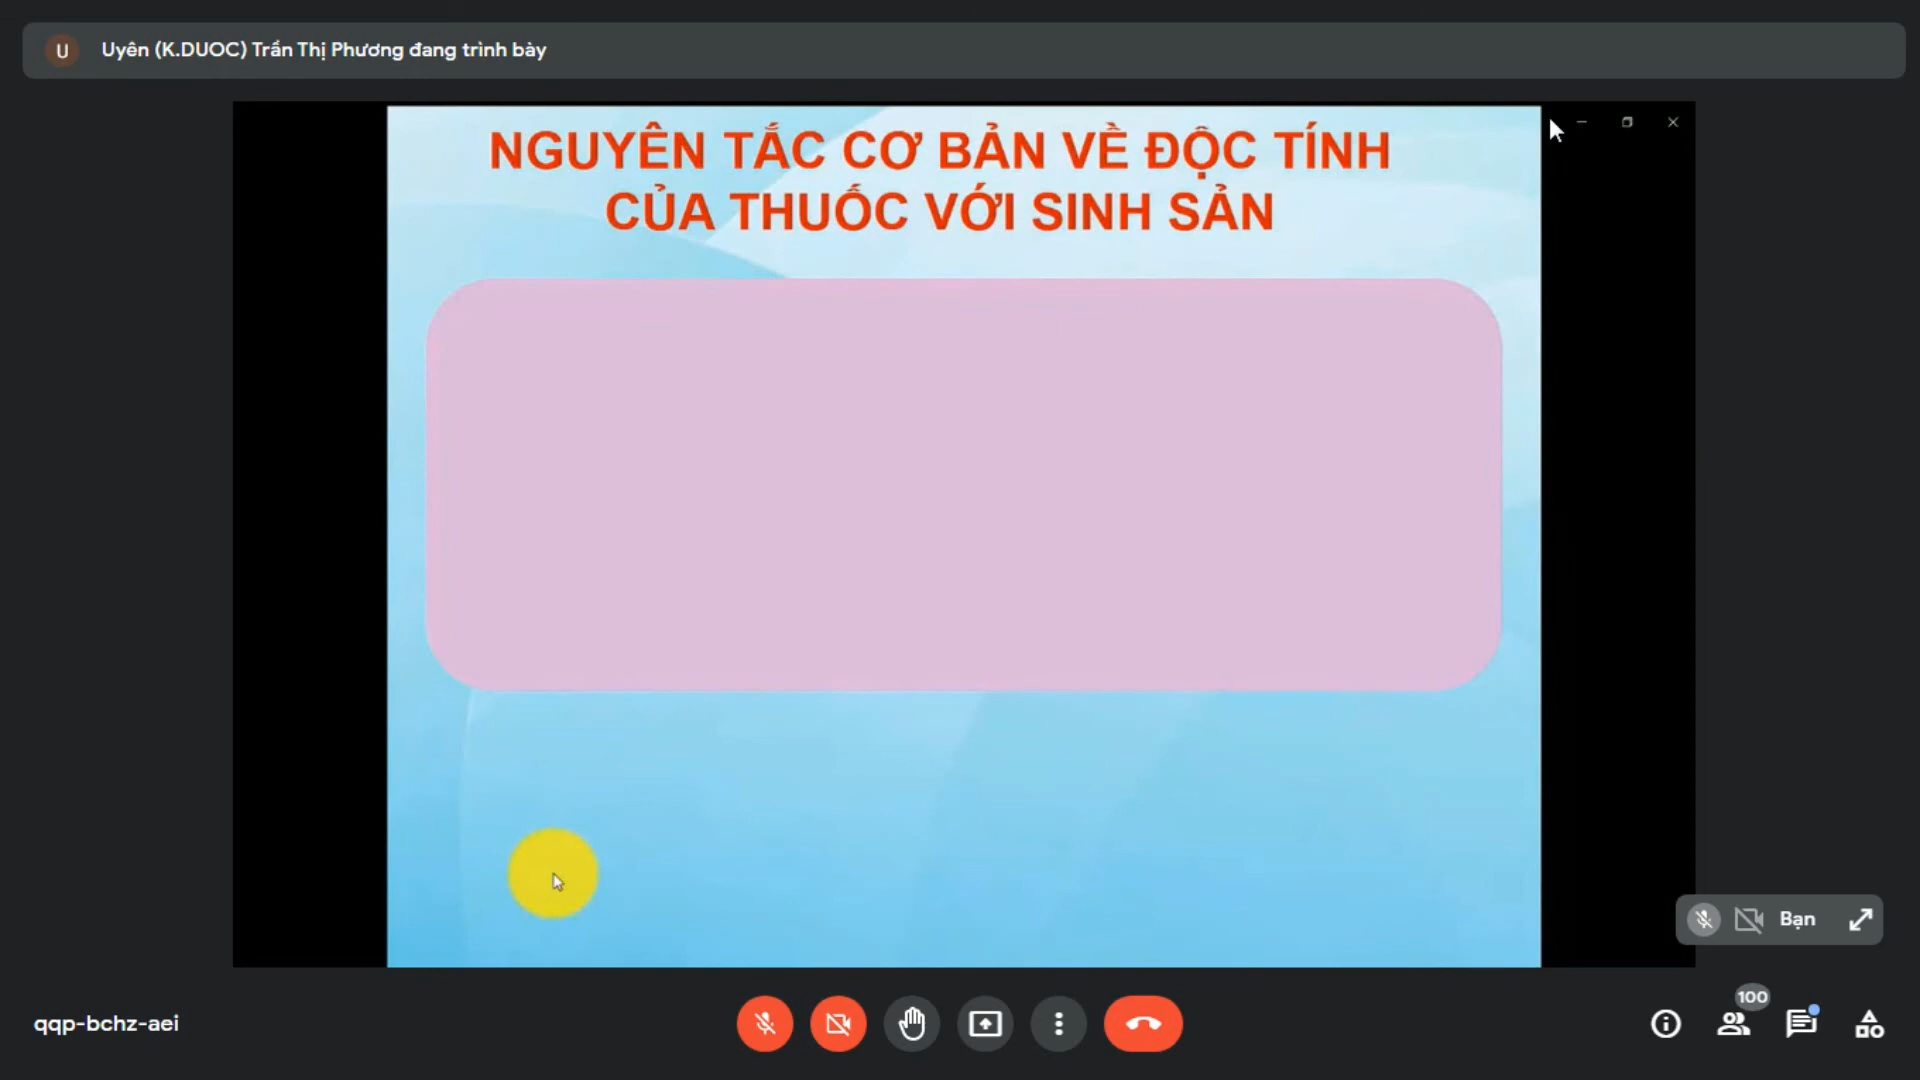 U
Uyên (K.DUOC) Trần Thị Phương đang trình bày
NGUYÊN TẮC CƠ BẢN VỀ ĐỘC TÍNH
CỦA THUỐC VỚI SINH SẢN
Bạn
qqp-bchz-aei
100